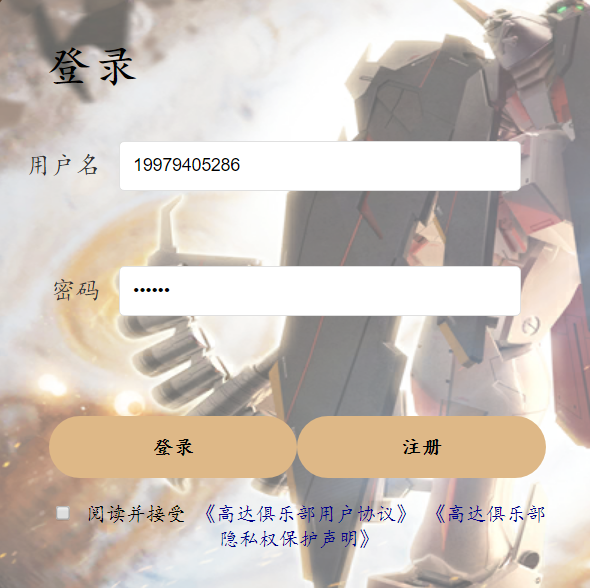 登录
用户名 19979405286
密码 ••••••
登录 注册
阅读并接受 《高达俱乐部用户协议》 《高达俱乐部
隐私权保护声明》